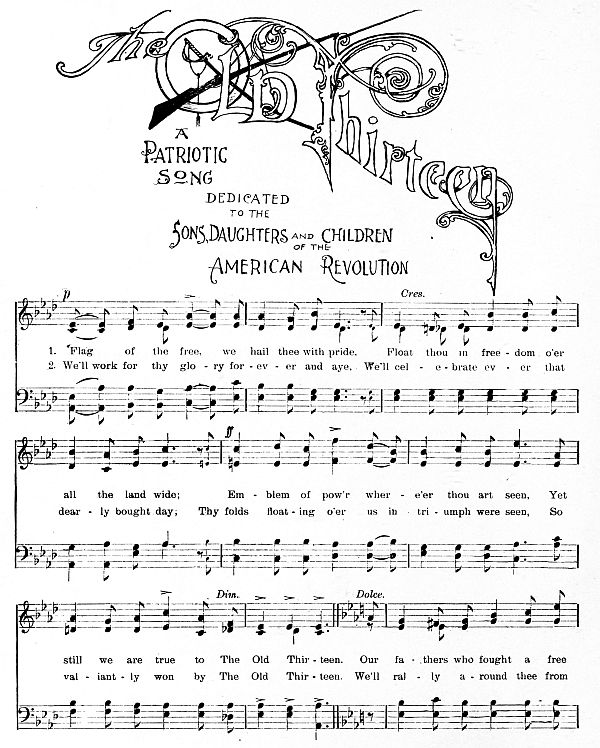 The OLD Thirteen
A
PATRIOTIC
SONG
DEDICATED
TO THE
SONS, DAUGHTERS AND CHILDREN
OF THE
AMERICAN REVOLUTION
p Cres.
1. Flag of the free, we hail thee with pride, Float thou in free - dom o'er
2. We'll work for thy glo - ry for - ev - er and aye, We'll cel - e - brate ev - er that
ff
all the land wide; Em - blem of pow'r wher - e'er thou art seen, Yet
dear - ly bought day; Thy folds float - ing o'er us in tri - umph were seen, So
Dim. Dolce.
still we are true to The Old Thir - teen. Our fa - thers who fought a free
val - iant - ly won by The Old Thir - teen. We'll ral - ly a - round thee from